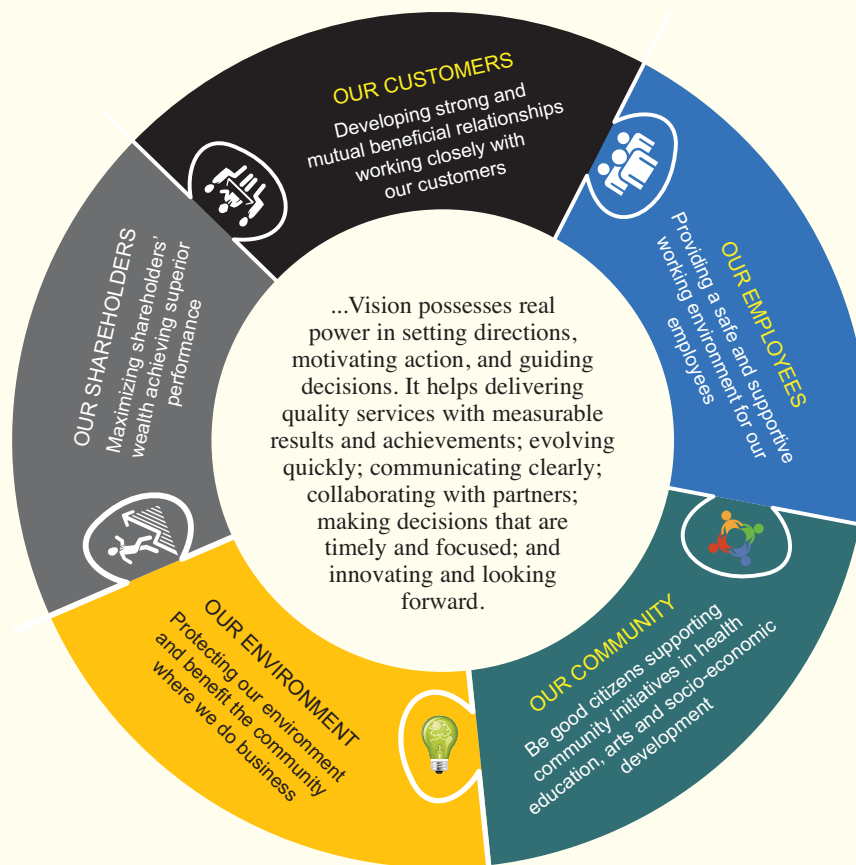 OUR CUSTOMERS
Developing strong and
mutual beneficial relationships
working closely with
our customers
OUR EMPLOYEES
Providing a safe and supportive
working environment for our
employees
OUR COMMUNITY
Be good citizens supporting
community initiatives in health
education, arts and socio-economic
development
OUR ENVIRONMENT
Protecting our environment
and benefit the community
where we do business
OUR SHAREHOLDERS
Maximizing shareholders'
wealth achieving superior
performance
...Vision possesses real
power in setting directions,
motivating action, and guiding
decisions. It helps delivering
quality services with measurable
results and achievements; evolving
quickly; communicating clearly;
collaborating with partners;
making decisions that are
timely and focused; and
innovating and looking
forward.